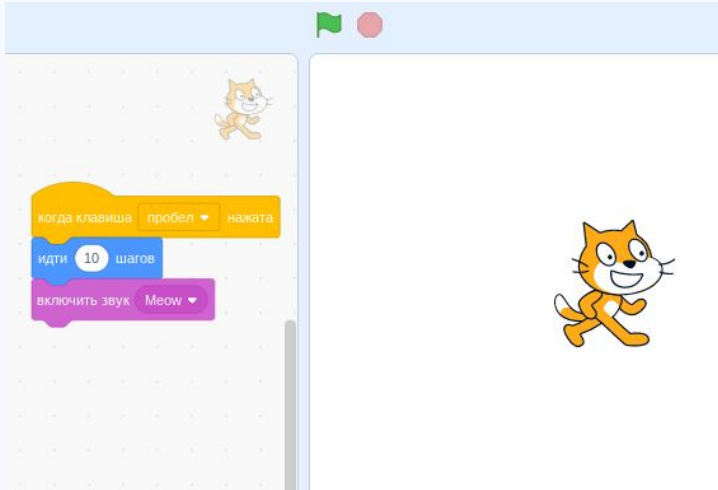 когда клавиша пробел нажата
идти 10 шагов
включить звук Meow